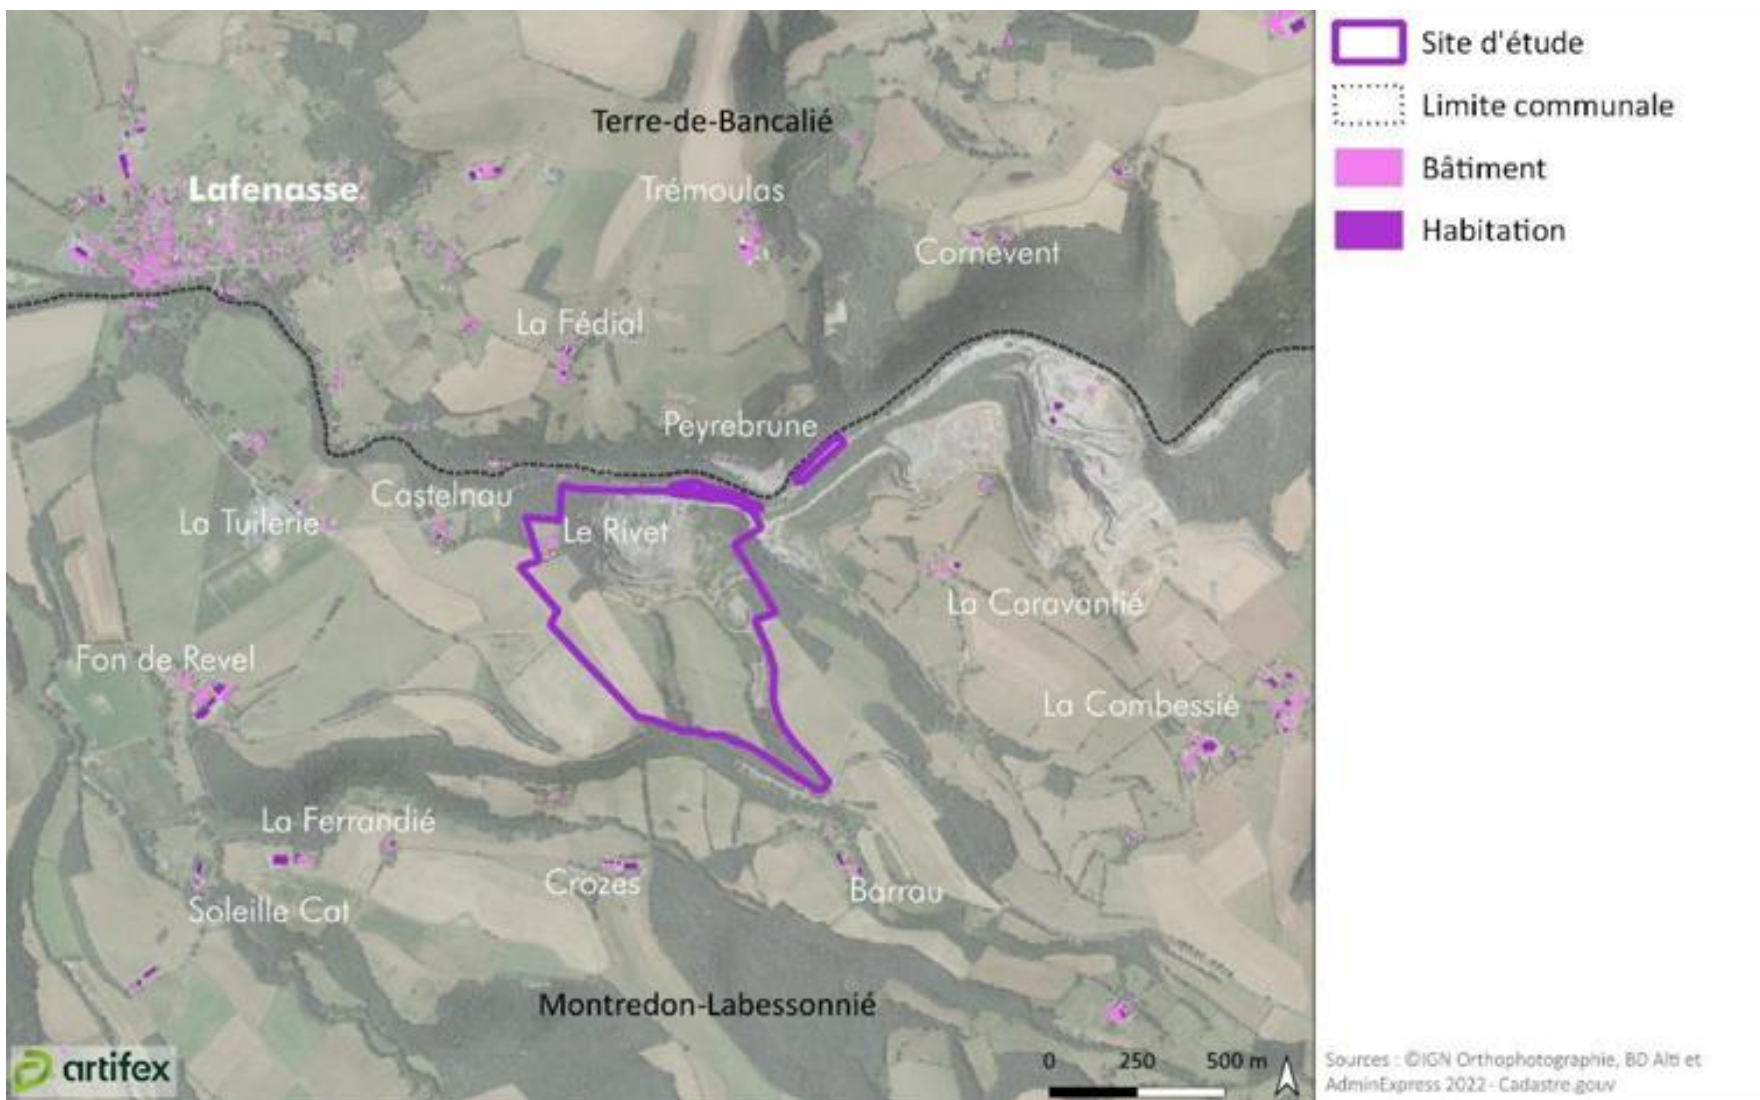 Site d'étude
Limite communale
Bâtiment
Habitation
Terre-de-Bancalié
Lafenasse
Trémoulas
Cornevent
La Fédial
Peyrebrune
Castelnau
La Tuilerie
Le Rivet
La Caravantié
Fon de Revel
La Combessié
La Ferrandié
Crozes
Barrau
Soleille Cat
Montredon-Labessonnié
artifex
0 250 500 m
Sources : ©IGN Orthophotographie, BD Alti et
AdminExpress 2022 - Cadastre.gouv